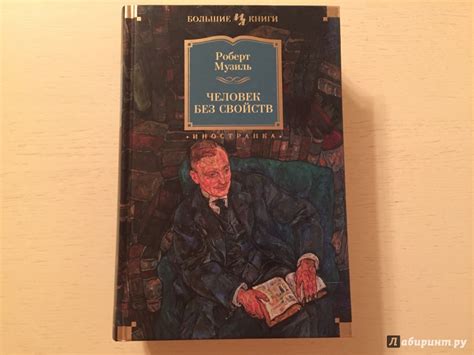 БОЛЬШИЕ КНИГИ
Роберт
Музиль
ЧЕЛОВЕК
БЕЗ СВОЙСТВ
ИНОСТРАНКА
Лабиринт.ру